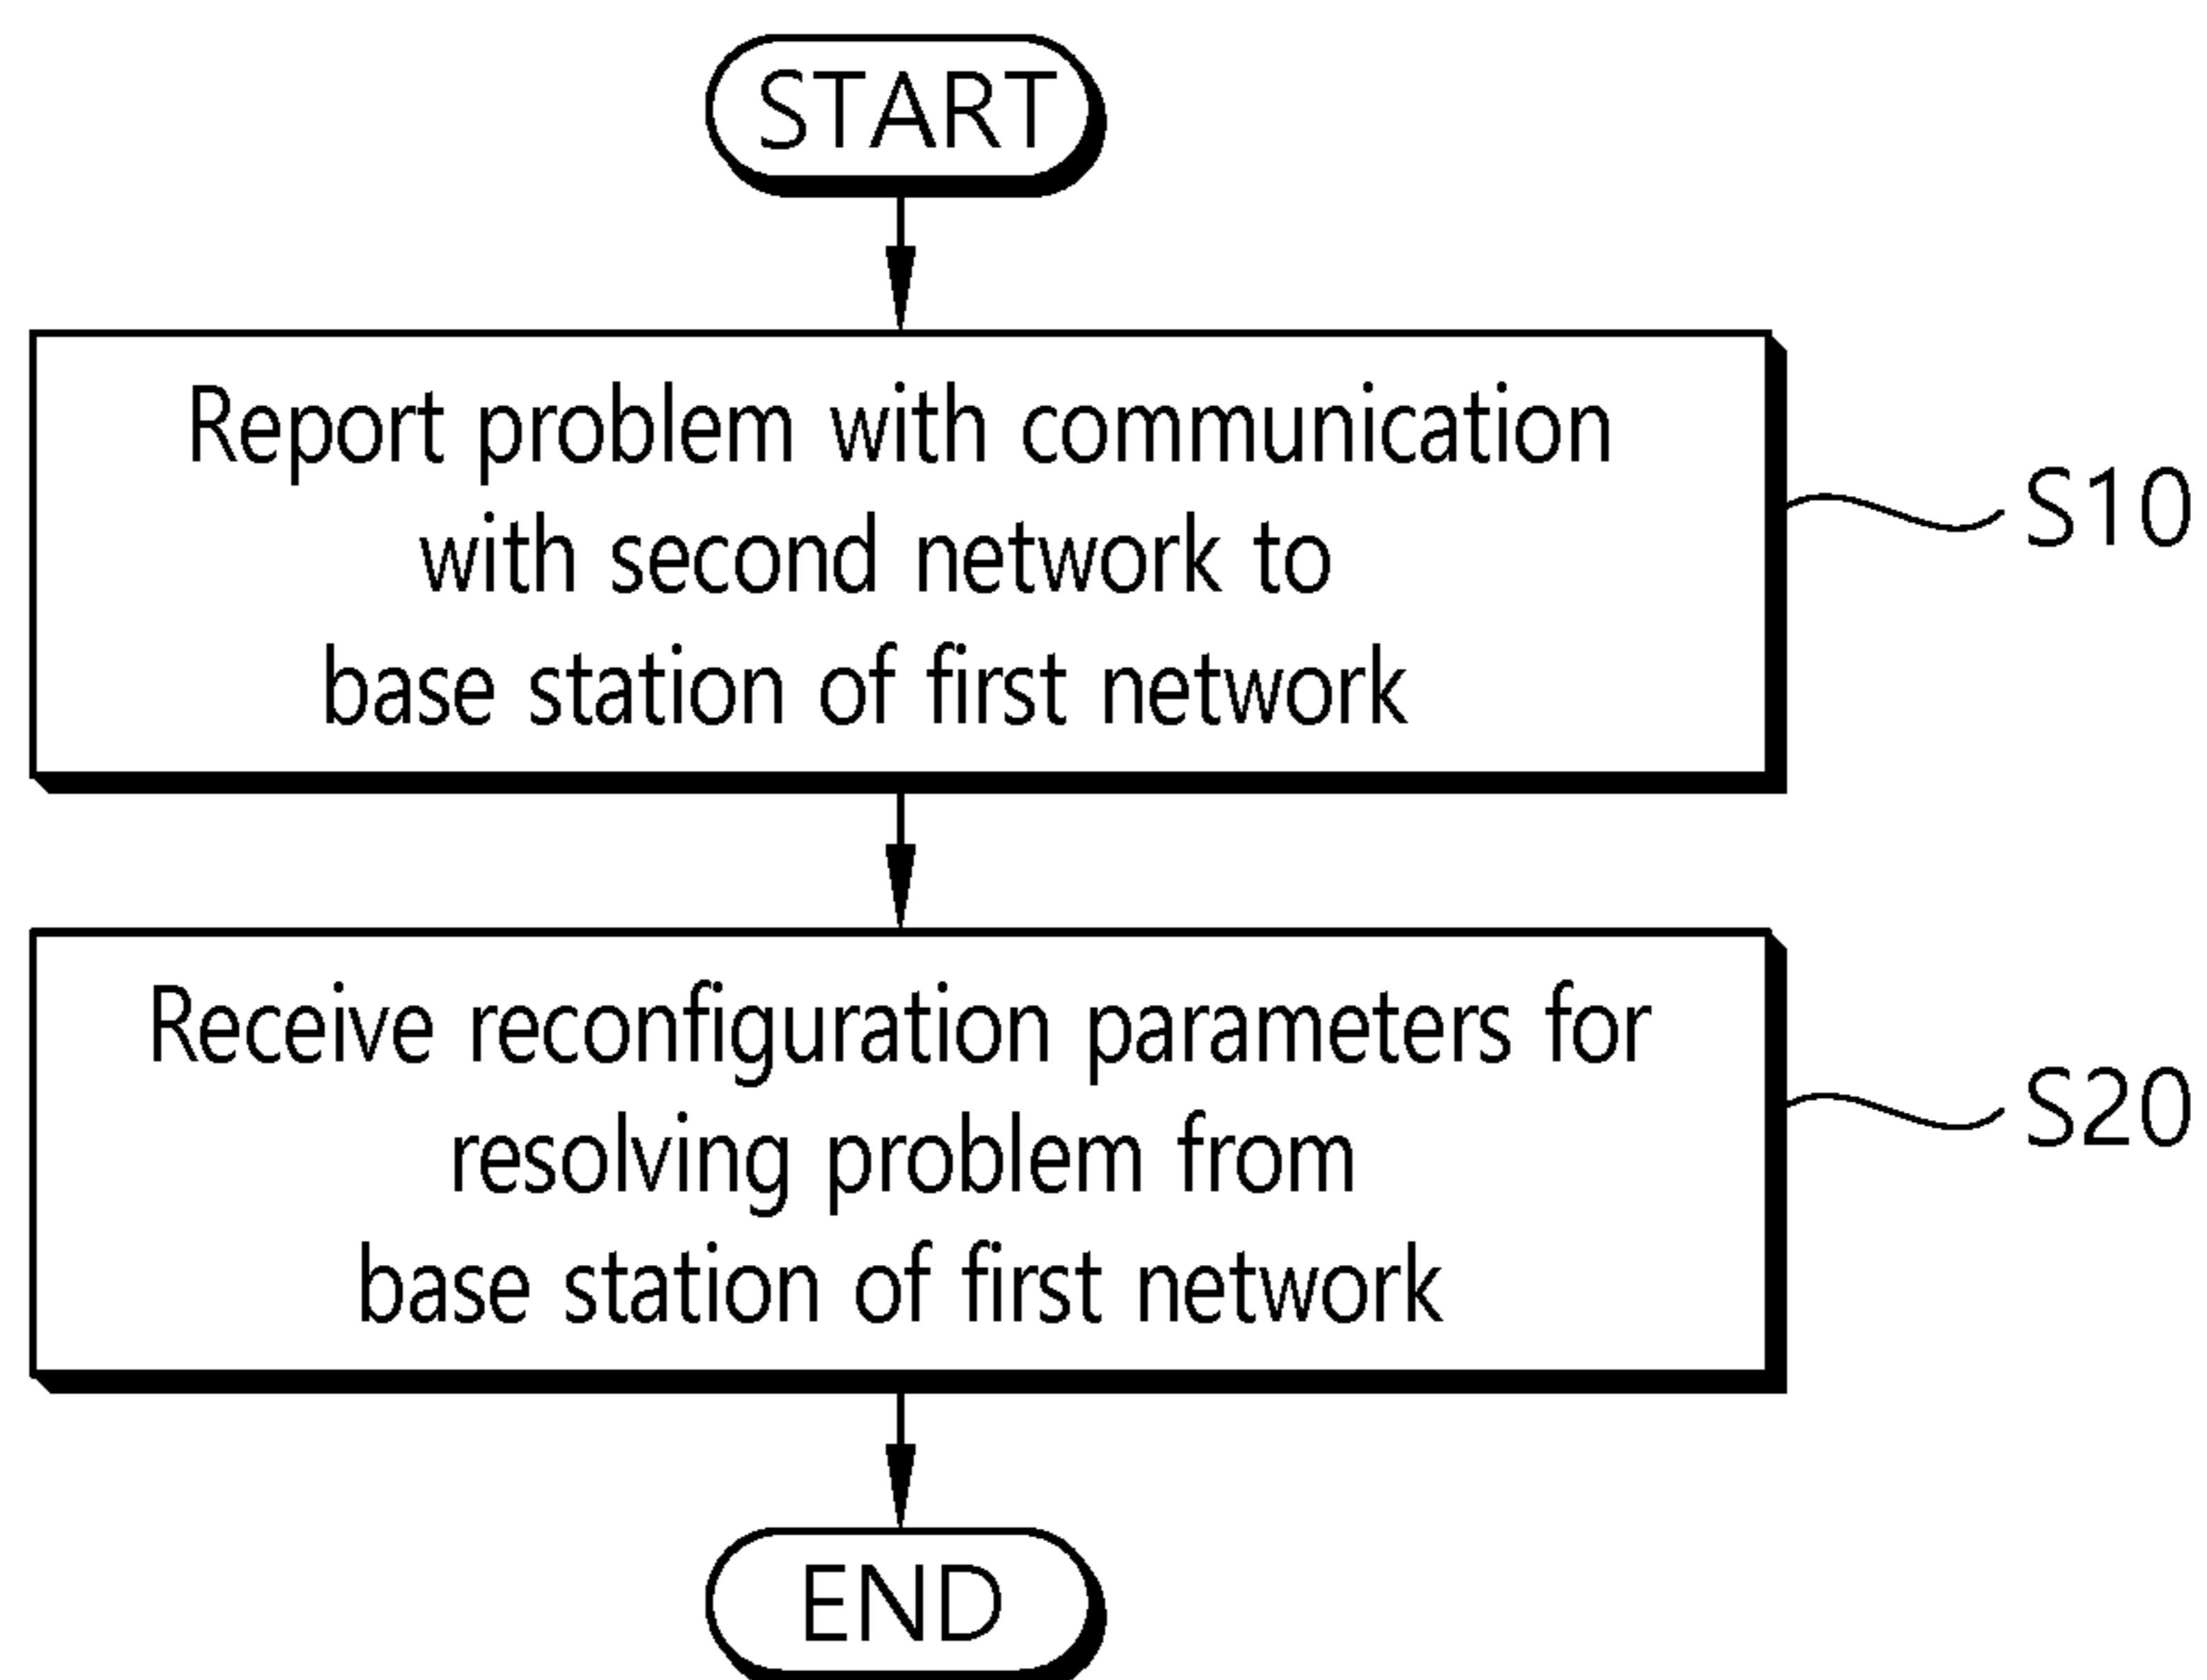 START
Report problem with communication
with second network to
base station of first network
S10
Receive reconfiguration parameters for
resolving problem from
base station of first network
S20
END